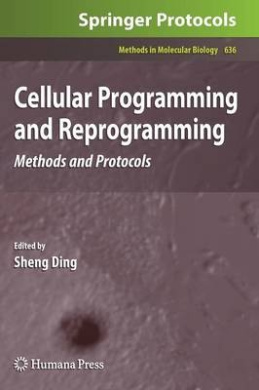 Springer Protocols
Methods in Molecular Biology 636
Cellular Programming
and Reprogramming
Methods and Protocols
Edited by
Sheng Ding
Humana Press